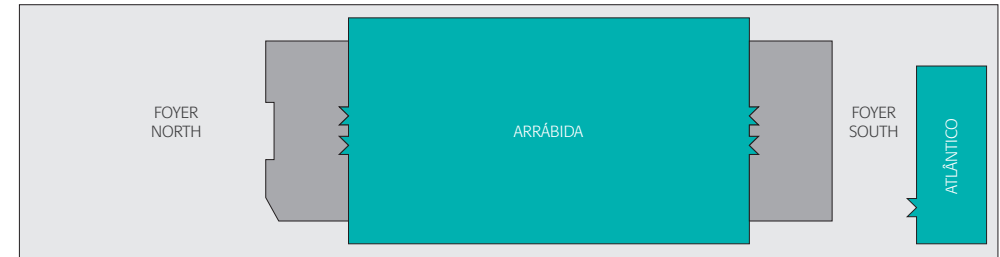 FOYER
NORTH
ARRÁBIDA
FOYER
SOUTH
ATLÂNTICO